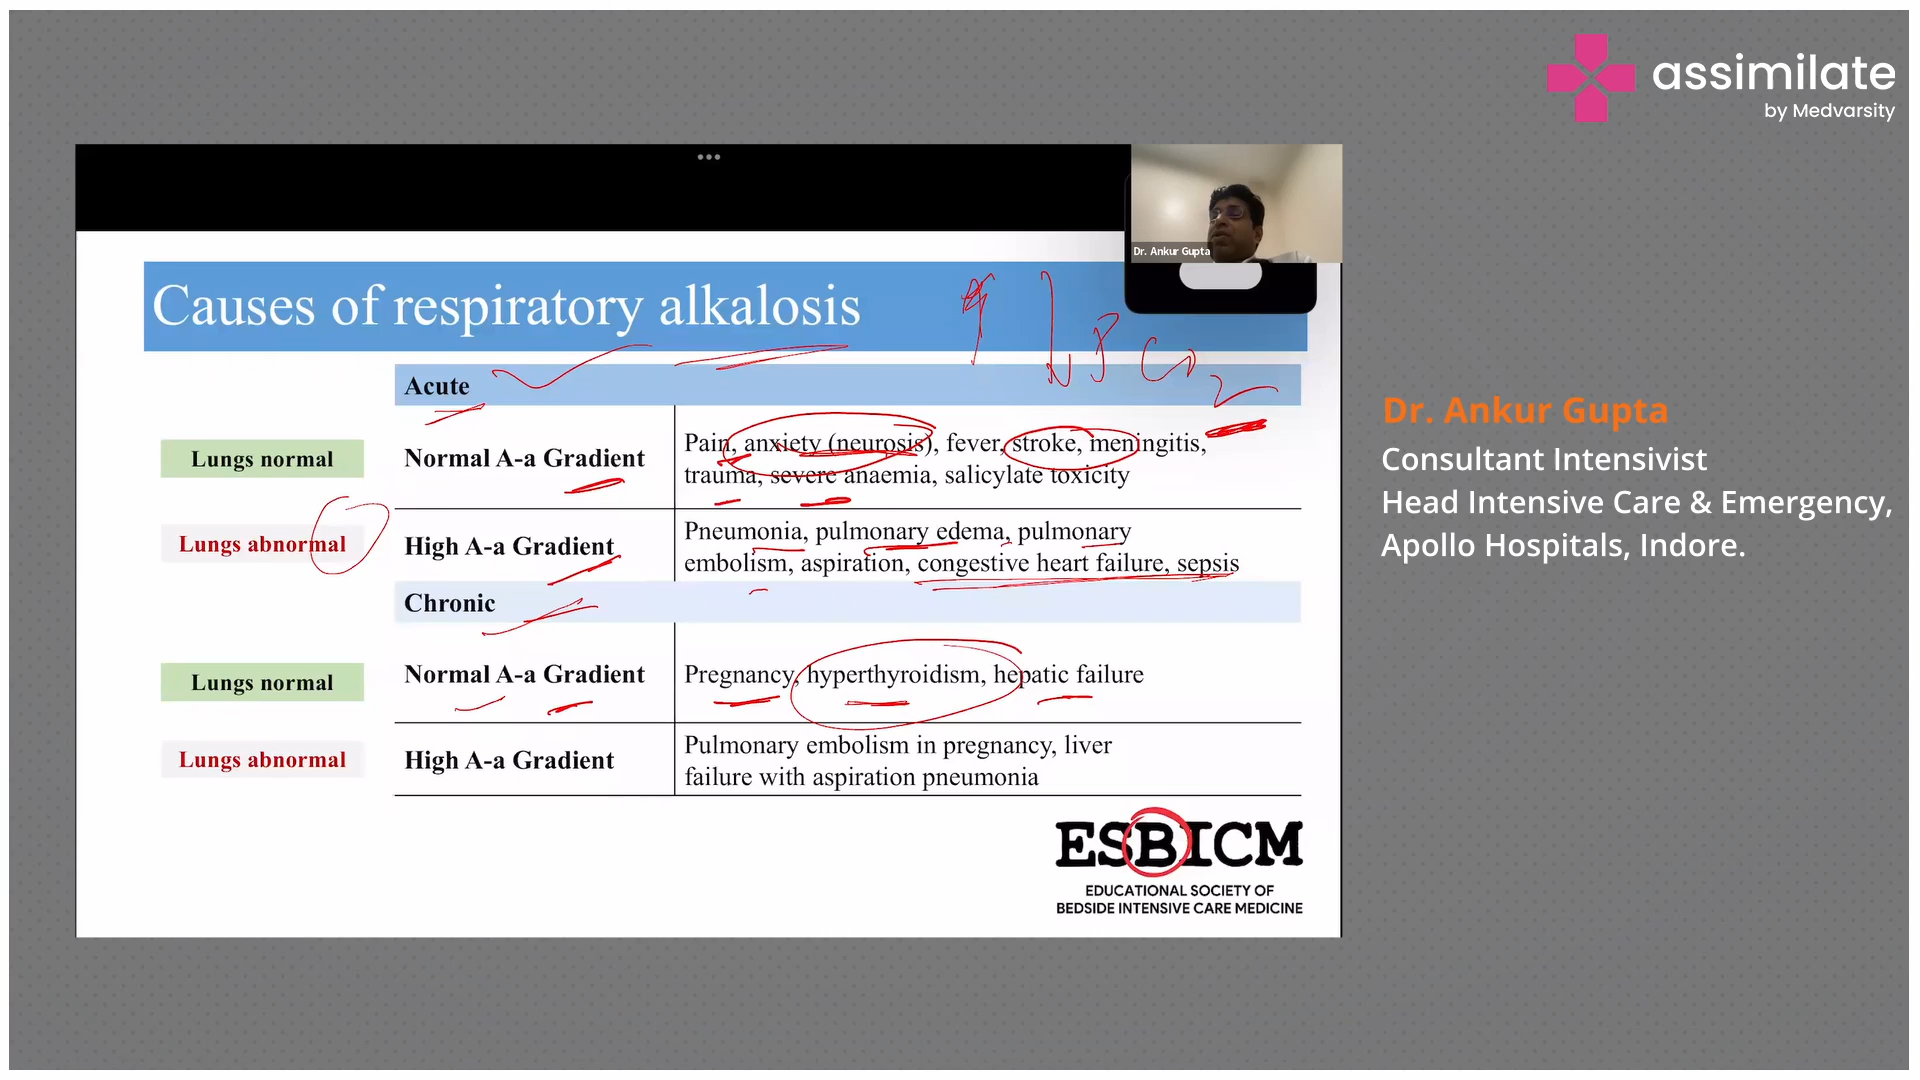 assimilate
by Medvarsity
Dr. Ankur Gupta
Causes of respiratory alkalosis
↑ ↓ PCO2
Acute
Lungs normal
Normal A-a Gradient
Pain, anxiety (neurosis), fever, stroke, meningitis,
trauma, severe anaemia, salicylate toxicity
Lungs abnormal
High A-a Gradient
Pneumonia, pulmonary edema, pulmonary
embolism, aspiration, congestive heart failure, sepsis
Chronic
Lungs normal
Normal A-a Gradient
Pregnancy, hyperthyroidism, hepatic failure
Lungs abnormal
High A-a Gradient
Pulmonary embolism in pregnancy, liver
failure with aspiration pneumonia
ESBICM
EDUCATIONAL SOCIETY OF
BEDSIDE INTENSIVE CARE MEDICINE
Dr. Ankur Gupta
Consultant Intensivist
Head Intensive Care & Emergency,
Apollo Hospitals, Indore.